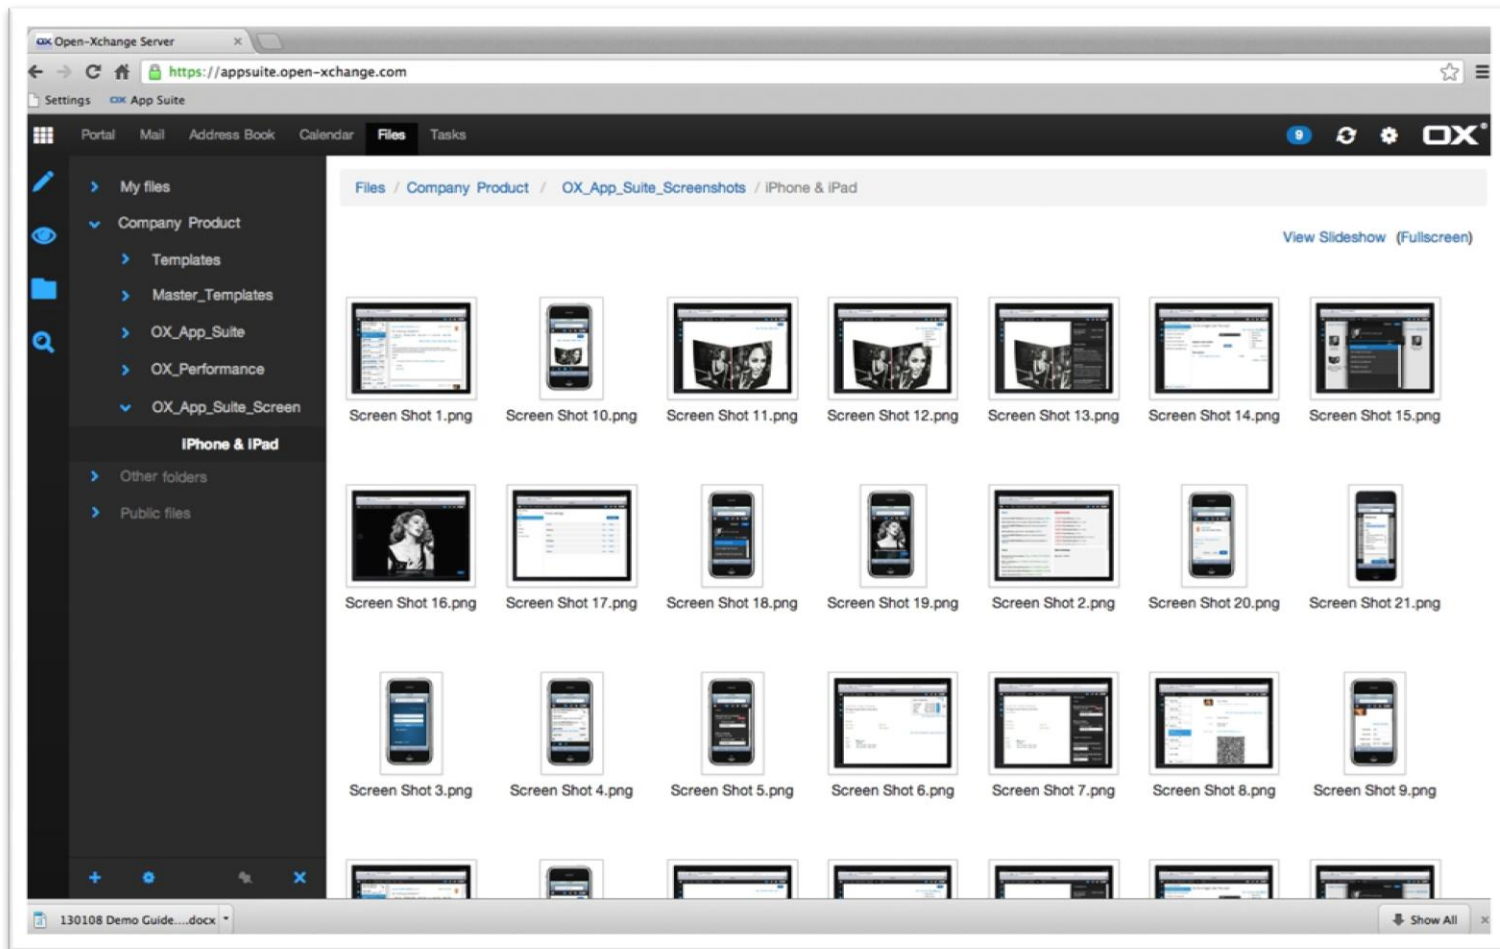 OX Open-Xchange Server
https://appsuite.open-xchange.com
Settings OX App Suite
Portal Mail Address Book Calendar Files Tasks 9 OX
My files
Company Product
Templates
Master_Templates
OX_App_Suite
OX_Performance
OX_App_Suite_Screen
iPhone & iPad
Other folders
Public files
Files / Company Product / OX_App_Suite_Screenshots / iPhone & iPad
View Slideshow (Fullscreen)
Screen Shot 1.png Screen Shot 10.png Screen Shot 11.png Screen Shot 12.png Screen Shot 13.png Screen Shot 14.png Screen Shot 15.png
Screen Shot 16.png Screen Shot 17.png Screen Shot 18.png Screen Shot 19.png Screen Shot 2.png Screen Shot 20.png Screen Shot 21.png
Screen Shot 3.png Screen Shot 4.png Screen Shot 5.png Screen Shot 6.png Screen Shot 7.png Screen Shot 8.png Screen Shot 9.png
130108 Demo Guide....docx Show All